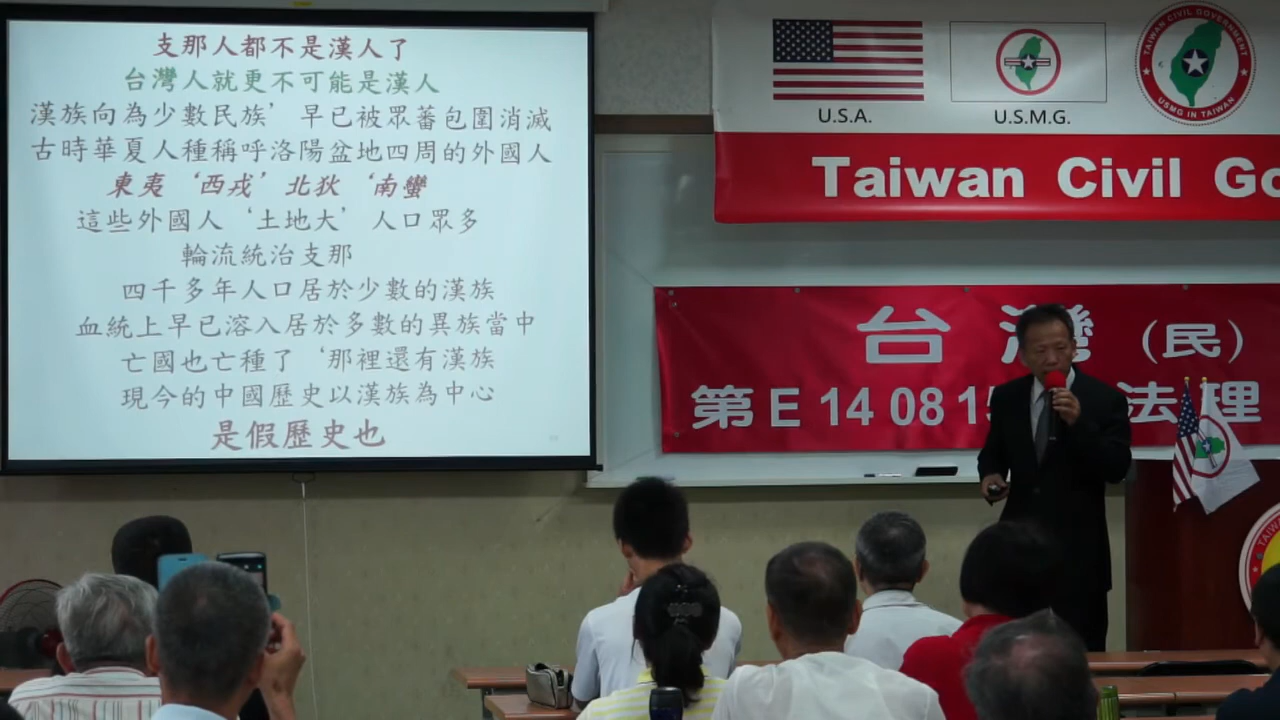 支那人都不是漢人了
台灣人就更不可能是漢人
漢族向為少數民族’早已被眾蕃包圍消滅
古時華夏人種稱呼洛陽盆地四周的外國人
東夷‘西戎’北狄‘南蠻
這些外國人‘土地大’人口眾多
輪流統治支那
四千多年人口居於少數的漢族
血統上早已溶入居於多數的異族當中
亡國也亡種了‘那裡還有漢族
現今的中國歷史以漢族為中心
是假歷史也
U.S.A.
U.S.M.G.
TAIWAN CIVIL GOVERNMENT
USMG IN TAIWAN
Taiwan Civil Go
台灣(民)
第E 14 08 15 法理